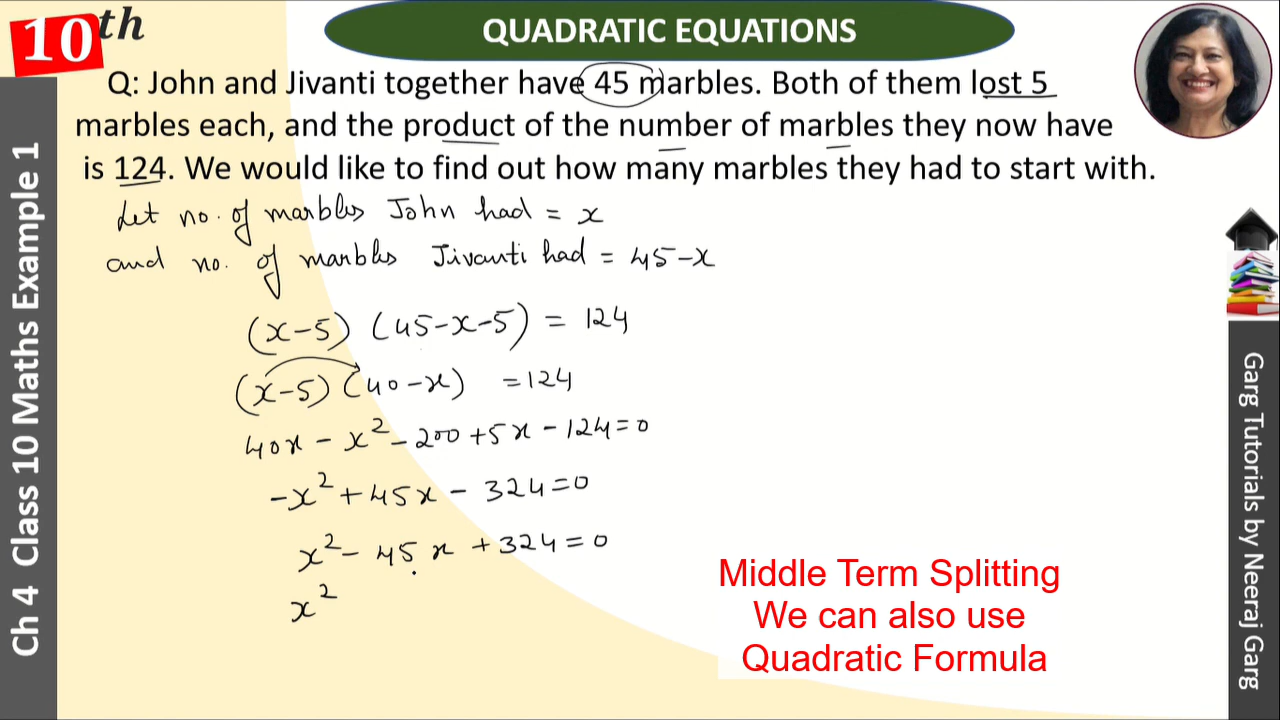 10th
QUADRATIC EQUATIONS
Q: John and Jivanti together have 45 marbles. Both of them lost 5
marbles each, and the product of the number of marbles they now have
is 124. We would like to find out how many marbles they had to start with.
Let no. of marbles John had = x
and no. of marbles Jivanti had = 45-x
(x-5) (45-x-5) = 124
(x-5) (40-x) = 124
40x - x² - 200 + 5x - 124 = 0
-x² + 45x - 324 = 0
x² - 45x + 324 = 0
x²
Middle Term Splitting
We can also use
Quadratic Formula
Ch 4 Class 10 Maths Example 1
Garg Tutorials by Neeraj Garg